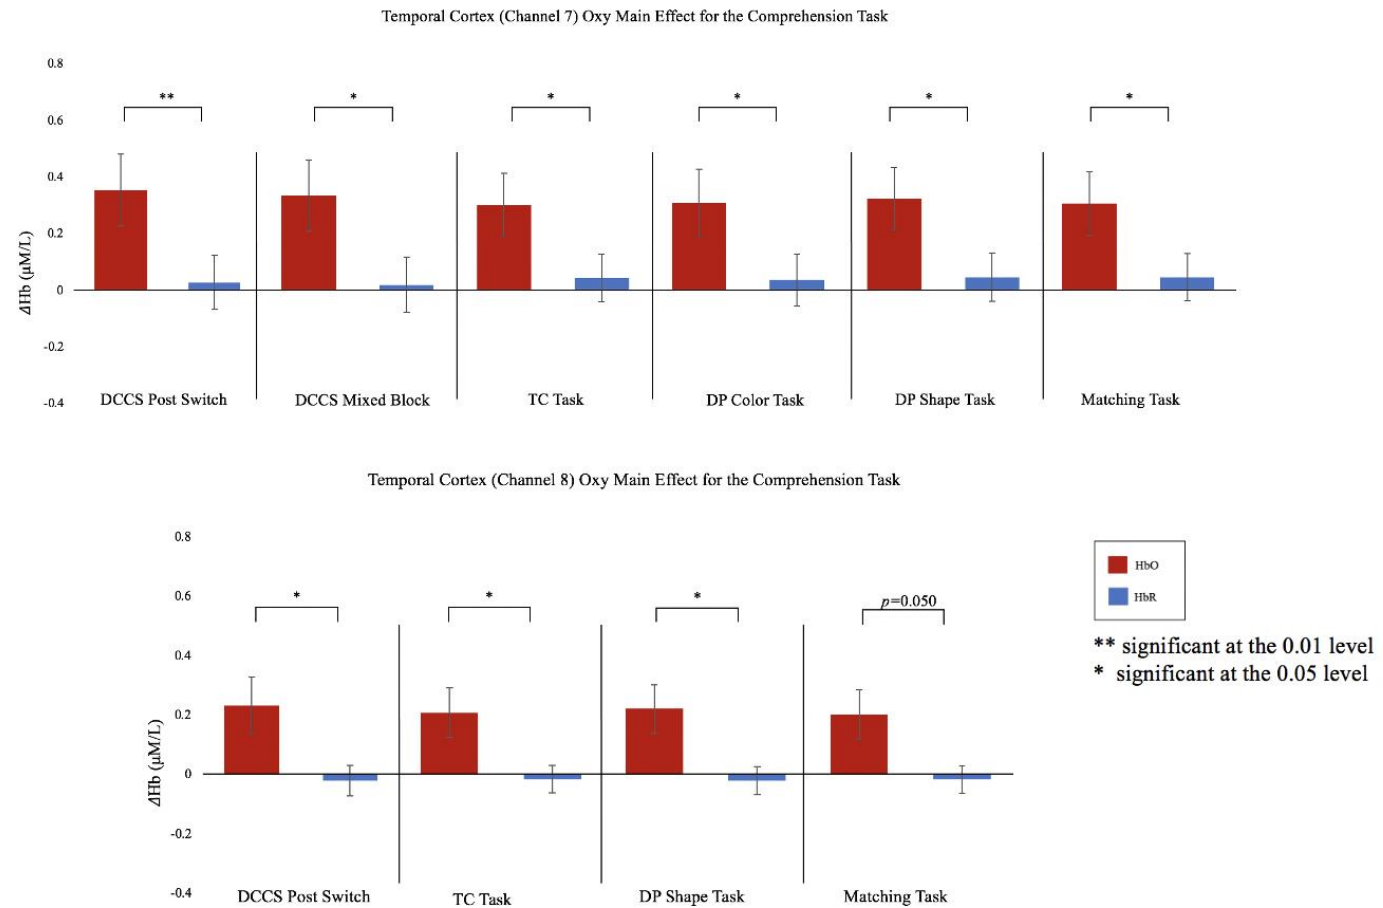 Temporal Cortex (Channel 7) Oxy Main Effect for the Comprehension Task
0.8
0.6
0.4
0.2
0
-0.2
-0.4
ΔHb (μM/L)
** * * * * *
DCCS Post Switch DCCS Mixed Block TC Task DP Color Task DP Shape Task Matching Task
Temporal Cortex (Channel 8) Oxy Main Effect for the Comprehension Task
0.8
0.6
0.4
0.2
0
-0.2
-0.4
ΔHb (μM/L)
* * * p=0.050
DCCS Post Switch TC Task DP Shape Task Matching Task
HbO
HbR
** significant at the 0.01 level
* significant at the 0.05 level